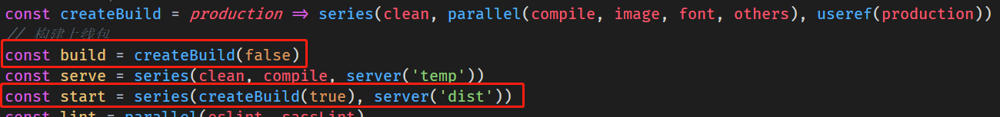 const createBuild = production => series(clean, parallel(compile, image, font, others), useref(production))
// 构建上线包
const build = createBuild(false)
const serve = series(clean, compile, server('temp'))
const start = series(createBuild(true), server('dist'))
const lint = parallel(eslint, sassLint)